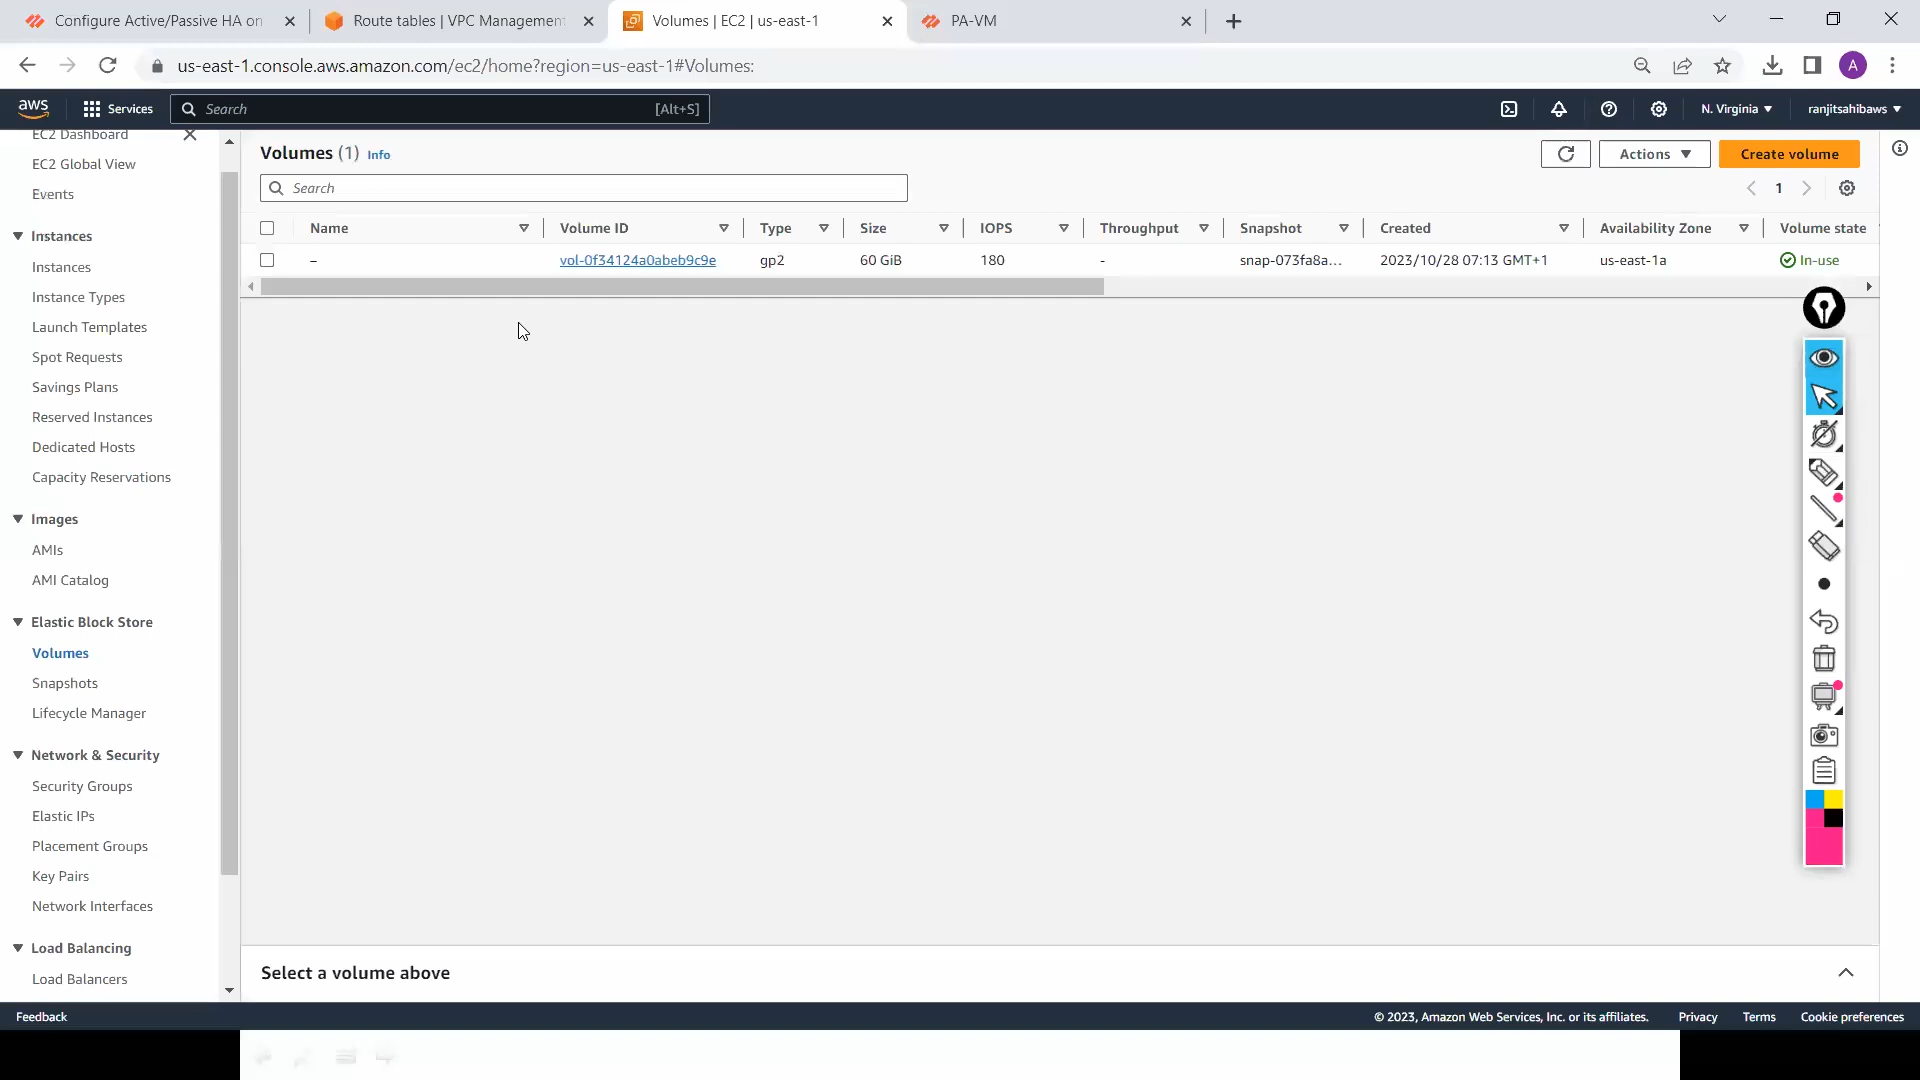 Configure Active/Passive HA on
Route tables | VPC Management
Volumes | EC2 | us-east-1
PA-VM
us-east-1.console.aws.amazon.com/ec2/home?region=us-east-1#Volumes:
A
aws
Services
Search
[Alt+S]
N. Virginia
ranjitsahibaws
EC2 Dashboard
EC2 Global View
Events
Instances
Instances
Instance Types
Launch Templates
Spot Requests
Savings Plans
Reserved Instances
Dedicated Hosts
Capacity Reservations
Images
AMIs
AMI Catalog
Elastic Block Store
Volumes
Snapshots
Lifecycle Manager
Network & Security
Security Groups
Elastic IPs
Placement Groups
Key Pairs
Network Interfaces
Load Balancing
Load Balancers
Volumes (1) Info
Actions
Create volume
Search
1
Name Volume ID Type Size IOPS Throughput Snapshot Created Availability Zone Volume state
– vol-0f34124a0abeb9c9e gp2 60 GiB 180 - snap-073fa8a... 2023/10/28 07:13 GMT+1 us-east-1a In-use
Select a volume above
Feedback
© 2023, Amazon Web Services, Inc. or its affiliates. Privacy Terms Cookie preferences